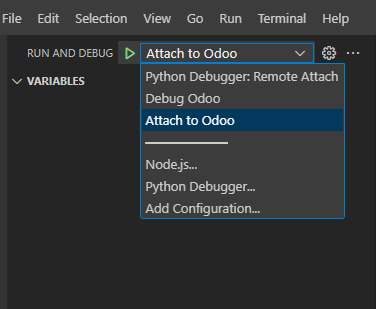 File Edit Selection View Go Run Terminal Help
RUN AND DEBUG Attach to Odoo ...
VARIABLES
Python Debugger: Remote Attach
Debug Odoo
Attach to Odoo
Node.js...
Python Debugger...
Add Configuration...